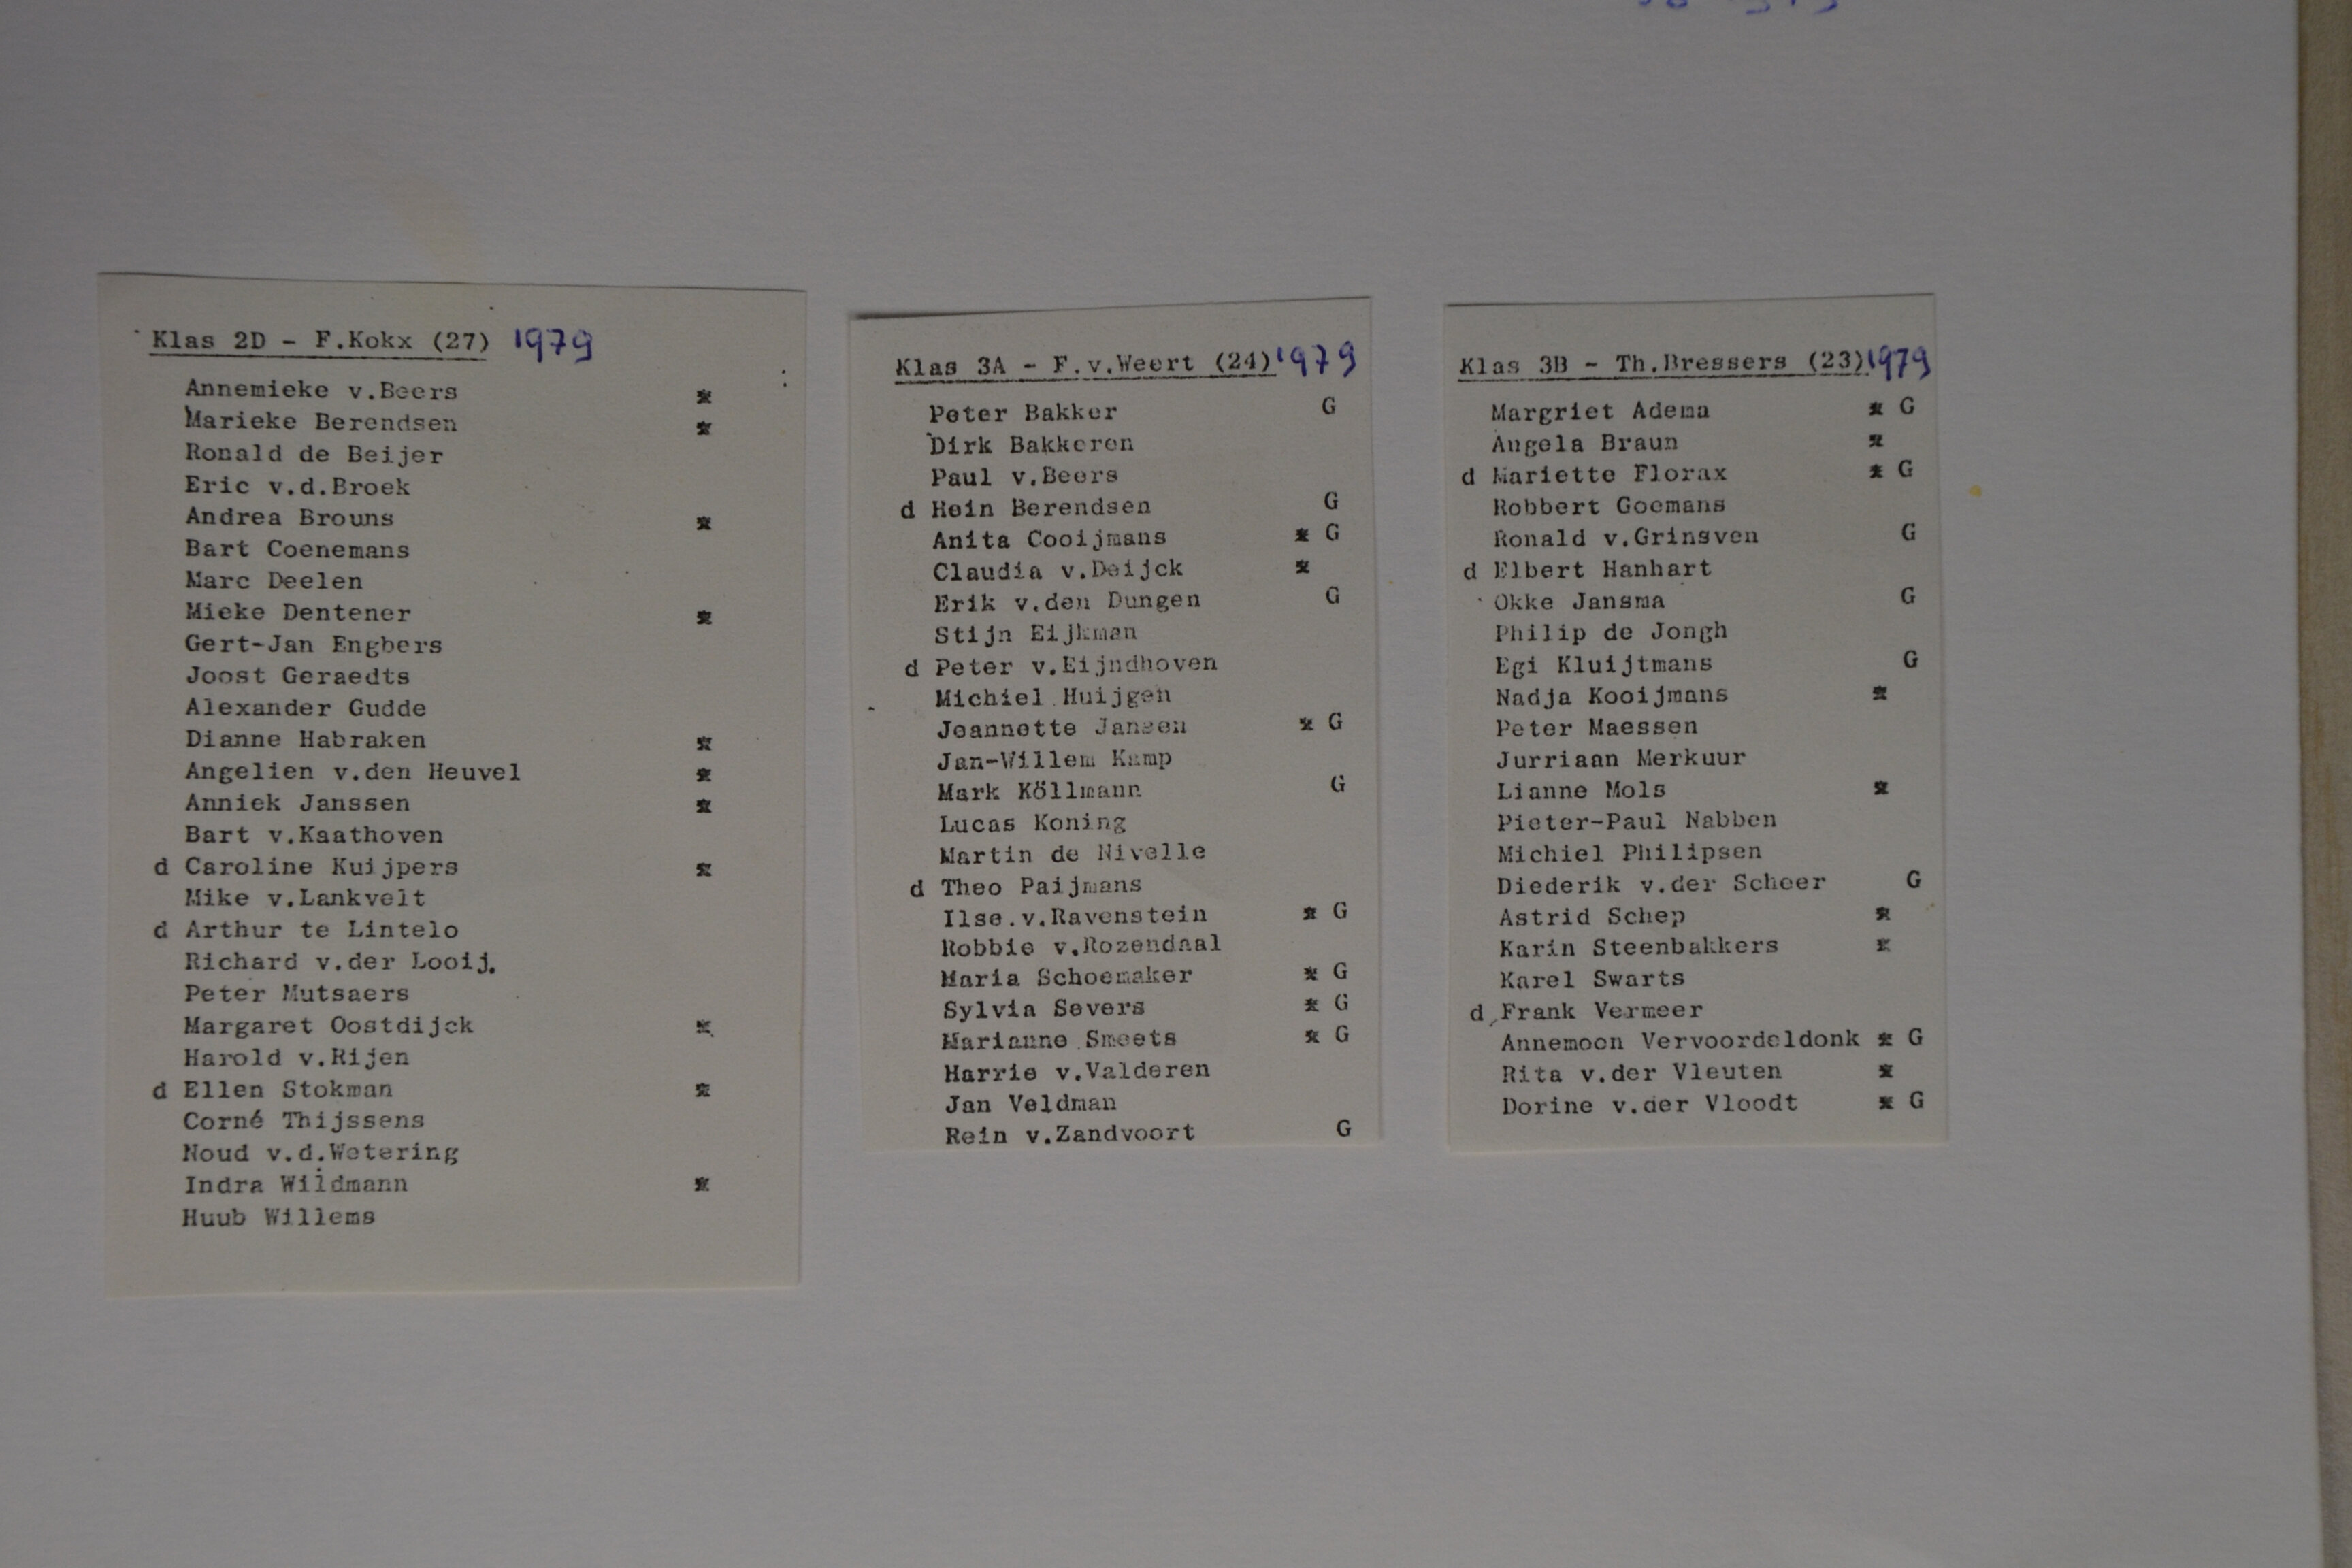 Klas 2D - F.Kokx (27) 1979
Annemieke v.Beers *
Marieke Berendsen *
Ronald de Beijer
Eric v.d.Broek
Andrea Brouns *
Bart Coenemans
Marc Deelen
Mieke Dentener *
Gert-Jan Engbers
Joost Geraedts
Alexander Gudde
Dianne Habraken *
Angelien v.den Heuvel *
Anniek Janssen *
Bart v.Kaathoven
d Caroline Kuijpers *
Mike v.Lankvelt
d Arthur te Lintelo
Richard v.der Looij.
Peter Mutsaers
Margaret Oostdijck *
Harold v.Rijen
d Ellen Stokman *
Corné Thijssens
Noud v.d.Wetering
Indra Wildmann *
Huub Willems
Klas 3A - F.v.Weert (24) 1979
Peter Bakker G
Dirk Bakkeren
Paul v.Beers
d Hein Berendsen G
Anita Cooijmans * G
Claudia v.Deijck *
Erik v.den Dungen G
Stijn Eijkman
d Peter v.Eijndhoven
Michiel Huijgen
Jeannette Jansen * G
Jan-Willem Kamp
Mark Köllmann G
Lucas Koning
Martin de Nivelle
d Theo Paijmans
Ilse.v.Ravenstein * G
Robbie v.Rozendaal
Maria Schoemaker * G
Sylvia Severs * G
Marianne Smeets * G
Harrie v.Valderen
Jan Veldman
Rein v.Zandvoort G
Klas 3B - Th.Bressers (23) 1979
Margriet Adema * G
Angela Braun *
d Mariette Florax * G
Robbert Goemans
Ronald v.Grinsven G
d Elbert Hanhart
Okke Jansma G
Philip de Jongh
Egi Kluijtmans G
Nadja Kooijmans *
Peter Maessen
Jurriaan Merkuur
Lianne Mols *
Pieter-Paul Nabben
Michiel Philipsen
Diederik v.der Scheer G
Astrid Schep *
Karin Steenbakkers *
Karel Swarts
d Frank Vermeer
Annemoon Vervoordeldonk * G
Rita v.der Vleuten *
Dorine v.der Vloodt * G